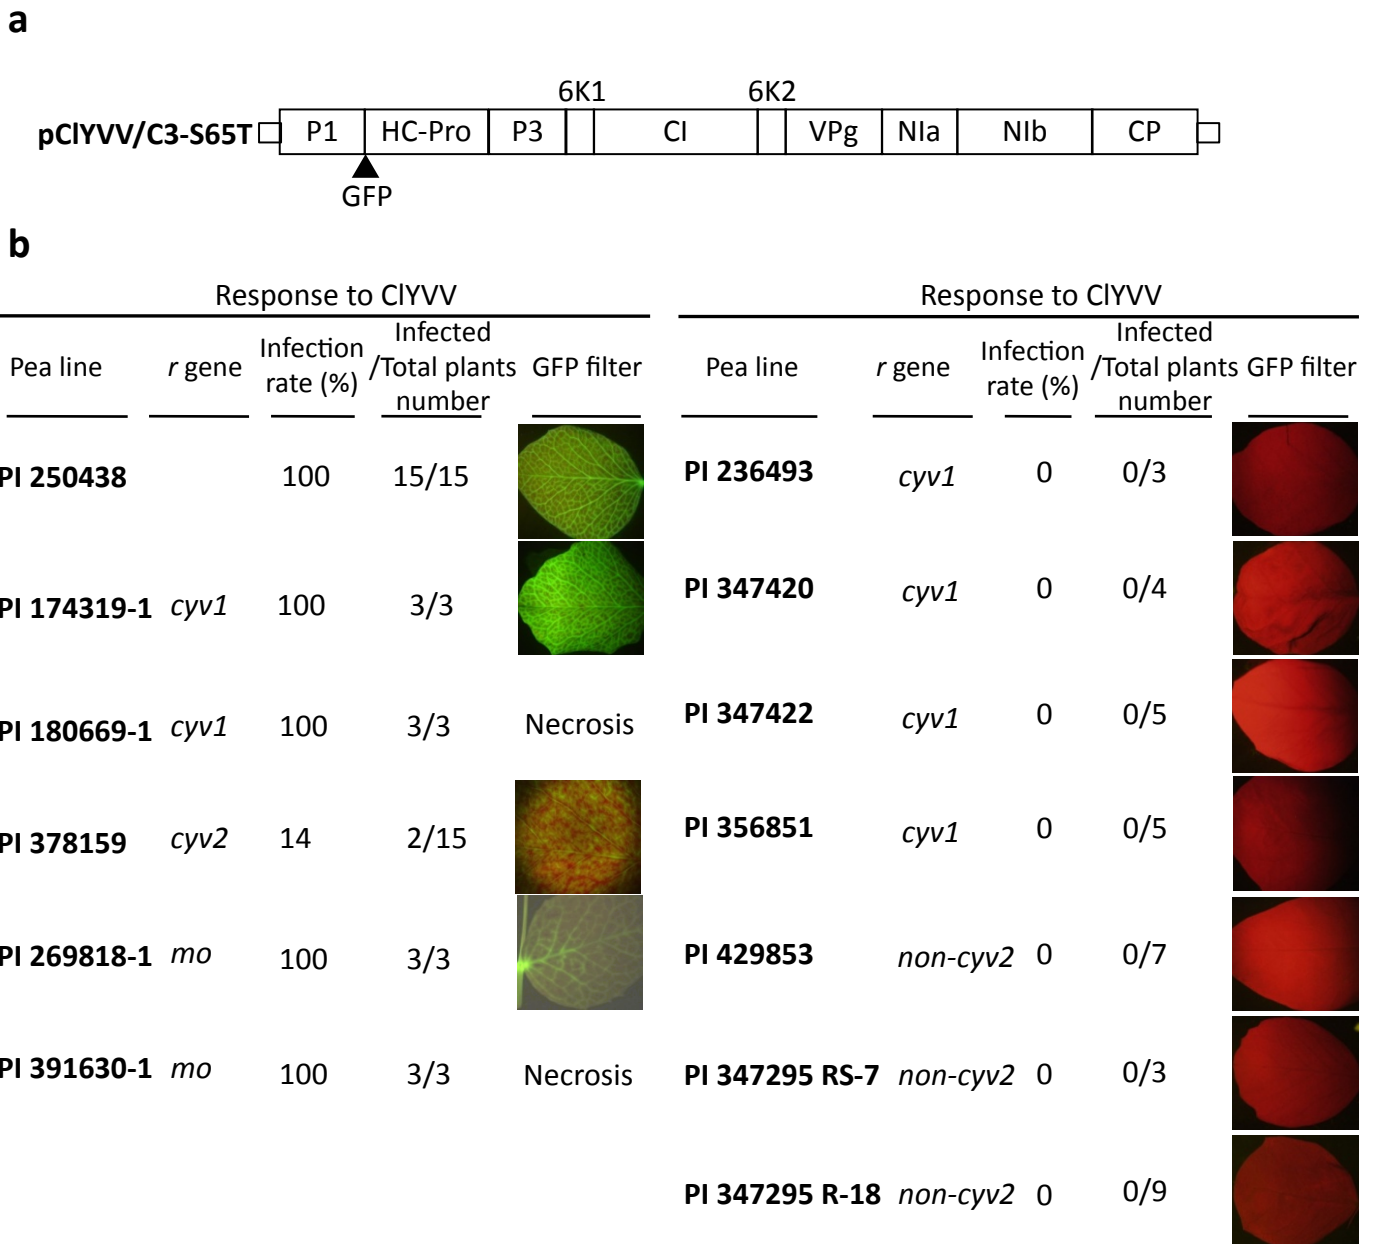 a
6K1 6K2
pClYVV/C3-S65T P1 HC-Pro P3 CI VPg NIa NIb CP
GFP
b
Response to ClYVV
Pea line r gene Infection rate (%) Infected /Total plants number GFP filter
PI 250438 100 15/15
PI 174319-1 cyv1 100 3/3
PI 180669-1 cyv1 100 3/3 Necrosis
PI 378159 cyv2 14 2/15
PI 269818-1 mo 100 3/3
PI 391630-1 mo 100 3/3 Necrosis
Response to ClYVV
Pea line r gene Infection rate (%) Infected /Total plants number GFP filter
PI 236493 cyv1 0 0/3
PI 347420 cyv1 0 0/4
PI 347422 cyv1 0 0/5
PI 356851 cyv1 0 0/5
PI 429853 non-cyv2 0 0/7
PI 347295 RS-7 non-cyv2 0 0/3
PI 347295 R-18 non-cyv2 0 0/9